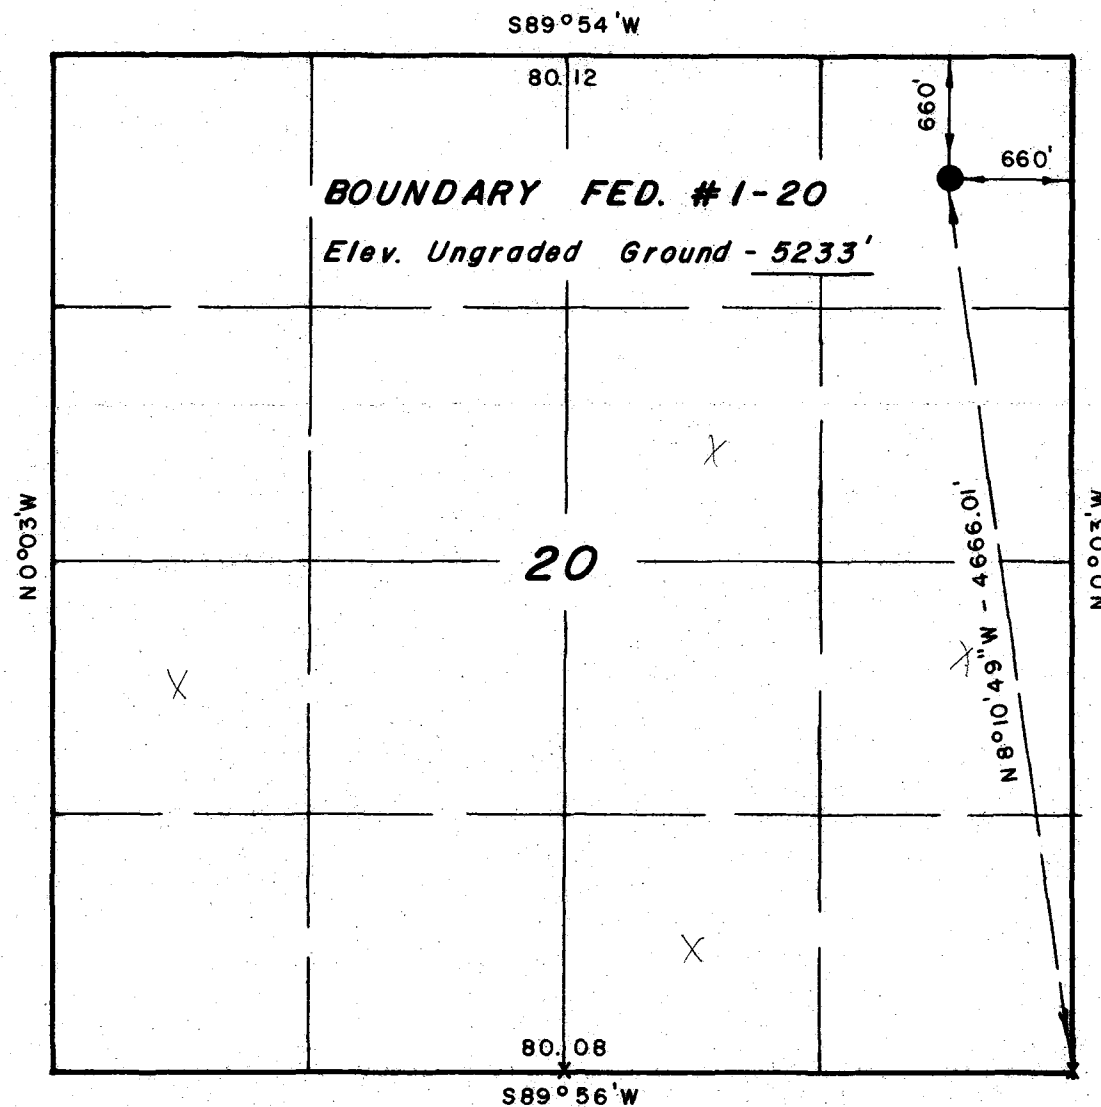 S89°54'W
80.12
660'
660'
BOUNDARY FED. #1-20
Elev. Ungraded Ground - 5233'
N0°03'W
20
N8°10'49"W - 4666.01'
N0°03'W
X
X
X
X
80.08
S89°56'W